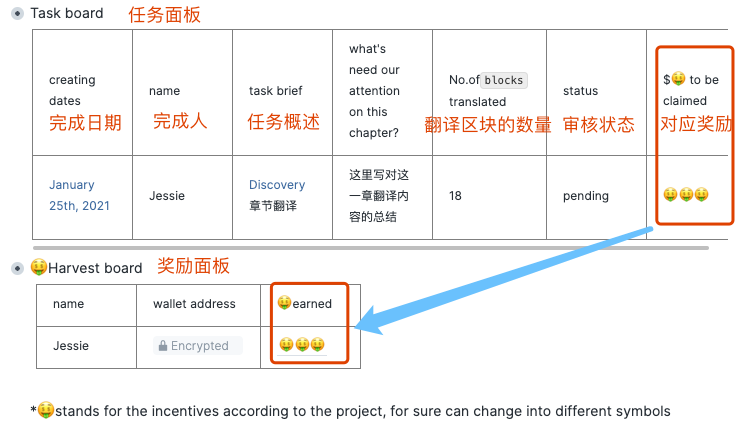 Task board 任务面板
creating
dates
完成日期
name
完成人
task brief
任务概述
what's
need our
attention
on this
chapter?
No.of blocks
translated
翻译区块的数量
status
审核状态
$🤑 to be
claimed
对应奖励
January
25th, 2021
Jessie
Discovery
章节翻译
这里写对这
一章翻译内
容的总结
18
pending
🤑🤑🤑
🤑Harvest board 奖励面板
name
wallet address
🤑earned
Jessie
Encrypted
🤑🤑🤑
*🤑stands for the incentives according to the project, for sure can change into different symbols